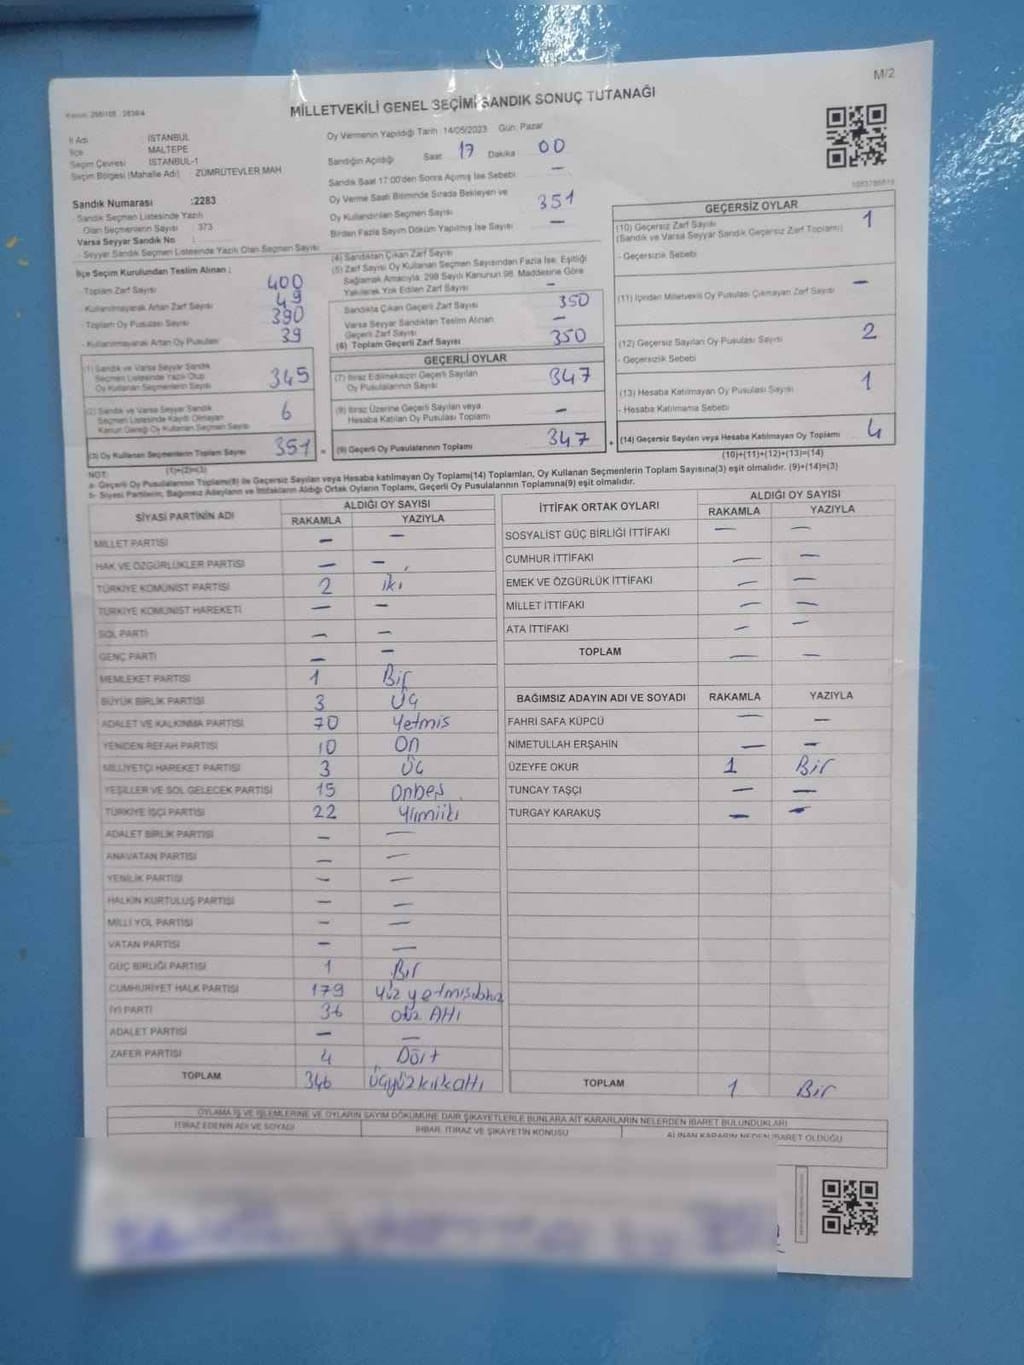 M/2
MİLLETVEKİLİ GENEL SEÇİMİ SANDIK SONUÇ TUTANAĞI
İl Adı : İSTANBUL
İlçe : MALTEPE
Seçim Çevresi : İSTANBUL-1
Seçim Bölgesi (Mahalle Adı) : ZÜMRÜTEVLER MAH
Sandık Numarası :2283
- Sandık Seçmen Listesinde Yazılı
Olan Seçmenlerin Sayısı : 373
Varsa Seyyar Sandık No :
- Seyyar Sandık Seçmen Listesinde Yazılı Olan Seçmen Sayısı
Oy Vermenin Yapıldığı Tarih : 14/05/2023 Gün: Pazar
Sandığın Açıldığı Saat 17 Dakika 00
Sandık Saat 17:00'den Sonra Açılmış İse Sebebi —
Oy Verme Saati Bitiminde Sırada Bekleyen ve
Oy Kullandırılan Seçmen Sayısı 351
Birden Fazla Sayım Döküm Yapılmış İse Sayısı —
İlçe Seçim Kurulundan Teslim Alınan :
- Toplam Zarf Sayısı 400
- Kullanılmayarak Artan Zarf Sayısı 49
- Toplam Oy Pusulası Sayısı 390
- Kullanılmayarak Artan Oy Pusulası 39
(1) Sandık ve Varsa Seyyar Sandık
Seçmen Listesinde Yazılı Olup
Oy Kullanan Seçmenlerin Sayısı 345
(2) Sandık ve Varsa Seyyar Sandık
Seçmen Listesinde Kayıtlı Olmayan
Kanun Gereği Oy Kullanan Seçmen Sayısı 6
(3) Oy Kullanan Seçmenlerin Toplam Sayısı 351
(1)+(2)=(3)
(4) Sandıktan Çıkan Zarf Sayısı
(5) Zarf Sayısı Oy Kullanan Seçmen Sayısından Fazla İse, Eşitliği
Sağlamak Amacıyla, 298 Sayılı Kanunun 98. Maddesine Göre
Yakılarak Yok Edilen Zarf Sayısı —
Sandıkta Çıkan Geçerli Zarf Sayısı 350
Varsa Seyyar Sandıktan Teslim Alınan
Geçerli Zarf Sayısı —
(6) Toplam Geçerli Zarf Sayısı 350
GEÇERLİ OYLAR
(7) İtiraz Edilmeksizin Geçerli Sayılan
Oy Pusulalarının Sayısı 347
(8) İtiraz Üzerine Geçerli Sayılan veya
Hesaba Katılan Oy Pusulası Toplamı —
(9) Geçerli Oy Pusulalarının Toplamı 347
GEÇERSİZ OYLAR
(10) Geçersiz Zarf Sayısı 1
(Sandık ve Varsa Seyyar Sandık Geçersiz Zarf Toplamı)
- Geçersizlik Sebebi
(11) İçinden Milletvekili Oy Pusulası Çıkmayan Zarf Sayısı —
(12) Geçersiz Sayılan Oy Pusulası Sayısı 2
- Geçersizlik Sebebi
(13) Hesaba Katılmayan Oy Pusulası Sayısı 1
- Hesaba Katılmama Sebebi
(14) Geçersiz Sayılan veya Hesaba Katılmayan Oy Toplamı 4
(10)+(11)+(12)+(13)=(14)
NOT:
a- Geçerli Oy Pusulalarının Toplamı(9) ile Geçersiz Sayılan veya Hesaba katılmayan Oy Toplamı(14) Toplamları, Oy Kullanan Seçmenlerin Toplam Sayısına(3) eşit olmalıdır. (9)+(14)=(3)
b- Siyasi Partilerin, Bağımsız Adayların ve İttifakların Aldığı Ortak Oyların Toplamı, Geçerli Oy Pusulalarının Toplamına(9) eşit olmalıdır.
SİYASİ PARTİNİN ADI ALDIĞI OY SAYISI
RAKAMLA YAZIYLA
MİLLET PARTİSİ — —
HAK VE ÖZGÜRLÜKLER PARTİSİ — —
TÜRKİYE KOMÜNİST PARTİSİ 2 iki
TÜRKİYE KOMÜNİST HAREKETİ — —
SOL PARTİ — —
GENÇ PARTİ — —
MEMLEKET PARTİSİ 1 Bir
BÜYÜK BİRLİK PARTİSİ 3 Üç
ADALET VE KALKINMA PARTİSİ 70 Yetmis
YENİDEN REFAH PARTİSİ 10 On
MİLLİYETÇİ HAREKET PARTİSİ 3 Üç
YEŞİLLER VE SOL GELECEK PARTİSİ 15 Onbeş
TÜRKİYE İŞÇİ PARTİSİ 22 Yirmiiki
ADALET BİRLİK PARTİSİ — —
ANAVATAN PARTİSİ — —
YENİLİK PARTİSİ — —
HALKIN KURTULUŞ PARTİSİ — —
MİLLİ YOL PARTİSİ — —
VATAN PARTİSİ — —
GÜÇ BİRLİĞİ PARTİSİ 1 Bir
CUMHURİYET HALK PARTİSİ 179 Yüz yetmişdokuz
İYİ PARTİ 36 otuz Altı
ADALET PARTİSİ — —
ZAFER PARTİSİ 4 Dört
TOPLAM 346 Üçyüzkırkaltı
İTTİFAK ORTAK OYLARI ALDIĞI OY SAYISI
RAKAMLA YAZIYLA
SOSYALİST GÜÇ BİRLİĞİ İTTİFAKI — —
CUMHUR İTTİFAKI — —
EMEK VE ÖZGÜRLÜK İTTİFAKI — —
MİLLET İTTİFAKI — —
ATA İTTİFAKI — —
TOPLAM — —
BAĞIMSIZ ADAYIN ADI VE SOYADI RAKAMLA YAZIYLA
FAHRİ SAFA KÜPCÜ — —
NİMETULLAH ERŞAHİN — —
ÜZEYFE OKUR 1 Bir
TUNCAY TAŞÇI — —
TURGAY KARAKUŞ — —
TOPLAM 1 Bir
OYLAMA İŞ VE İŞLEMLERİNE VE OYLARIN SAYIM DÖKÜMÜNE DAİR ŞİKAYETLERLE BUNLARA AİT KARARLARIN NELERDEN İBARET BULUNDUKLARI
İTİRAZ EDENİN ADI VE SOYADI İHBAR, İTİRAZ VE ŞİKAYETİN KONUSU ALINAN KARARIN NEDEN İBARET OLDUĞU